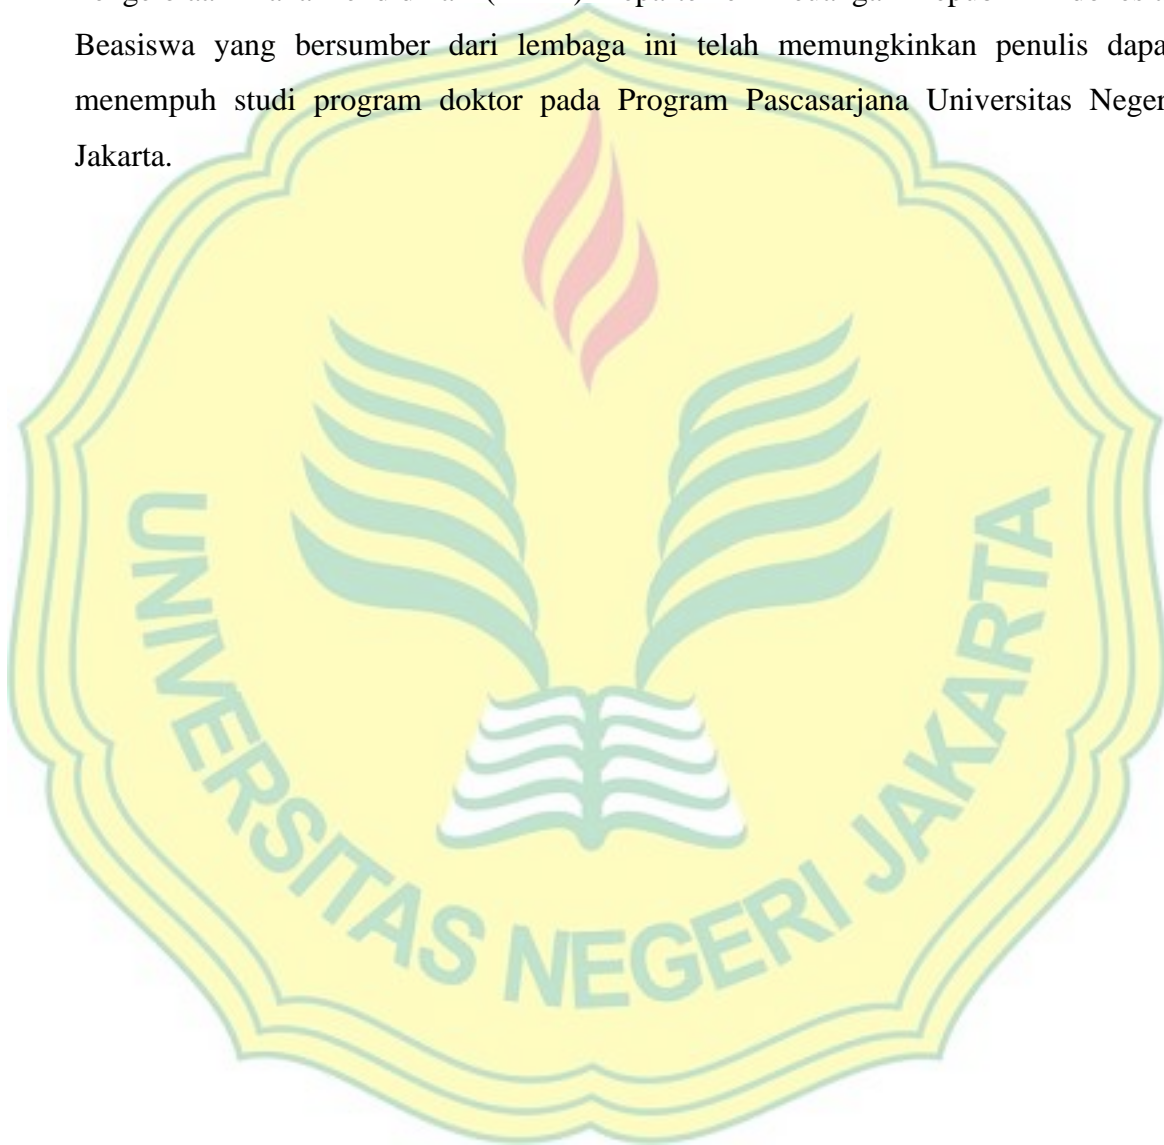 Beasiswa yang bersumber dari lembaga ini telah memungkinkan penulis dapa
menempuh studi program doktor pada Program Pascasarjana Universitas Neger
Jakarta.
UNIVERSITAS NEGERI JAKARTA